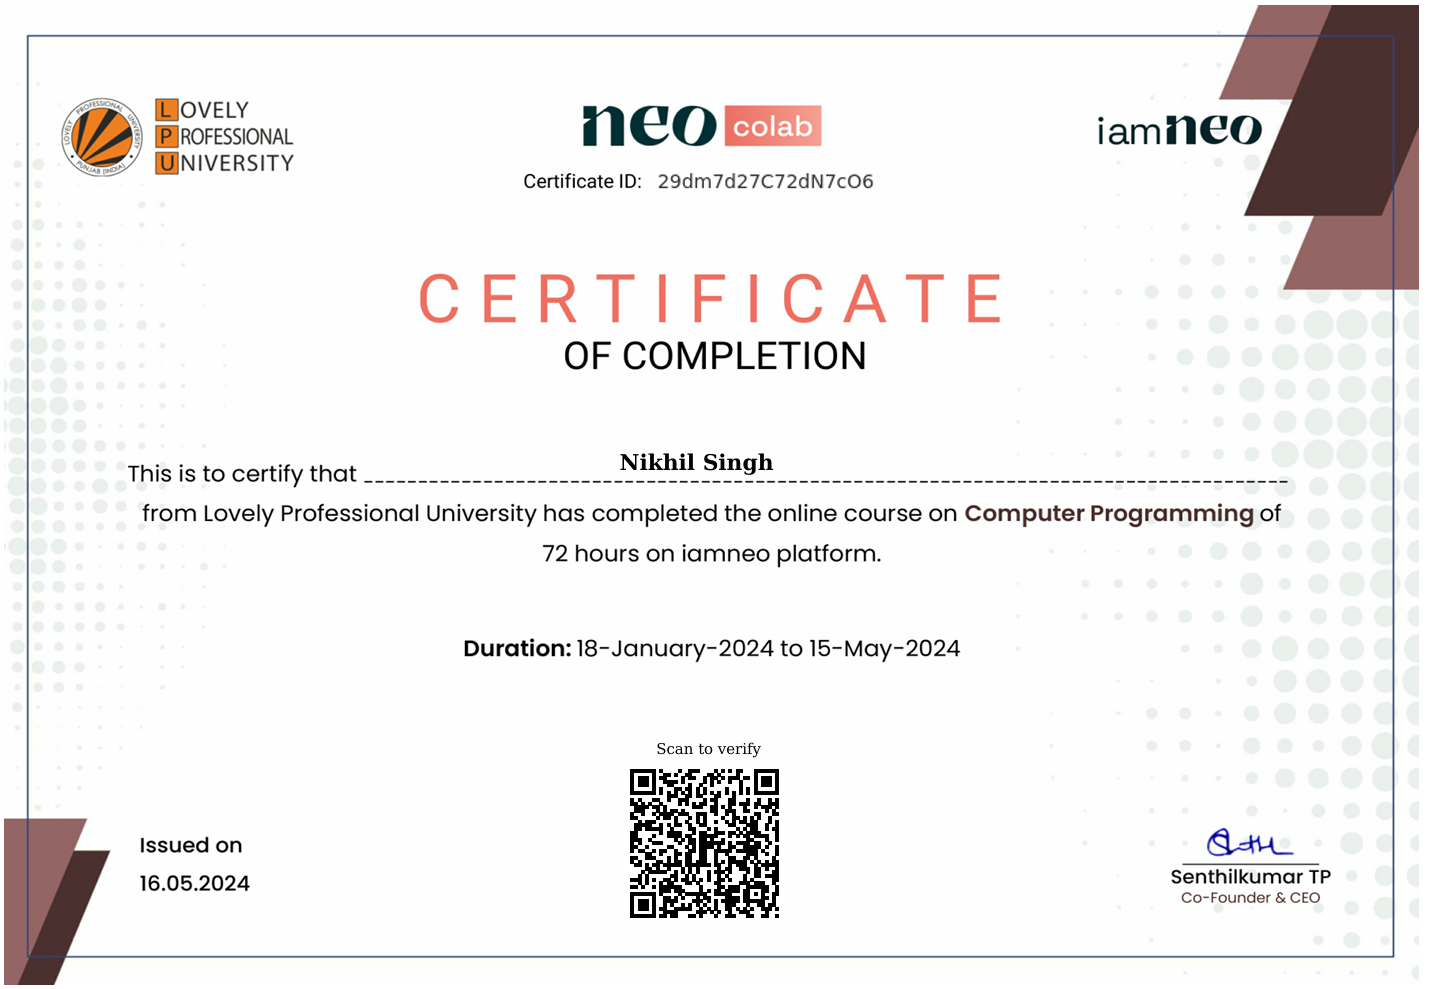 LOVELY
PROFESSIONAL
UNIVERSITY
LOVELY PROFESSIONAL UNIVERSITY
PUNJAB (INDIA)
neo colab
iamneo
Certificate ID: 29dm7d27C72dN7cO6
CERTIFICATE
OF COMPLETION
This is to certify that Nikhil Singh
from Lovely Professional University has completed the online course on Computer Programming of
72 hours on iamneo platform.
Duration: 18-January-2024 to 15-May-2024
Scan to verify
Issued on
16.05.2024
Senthilkumar TP
Co-Founder & CEO